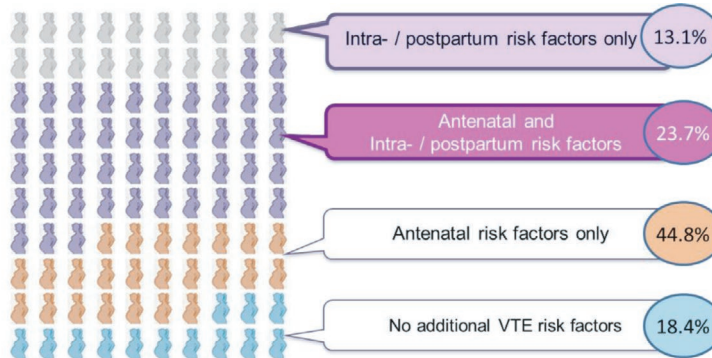 Intra- / postpartum risk factors only
13.1%
Antenatal and
Intra- / postpartum risk factors
23.7%
Antenatal risk factors only
44.8%
No additional VTE risk factors
18.4%